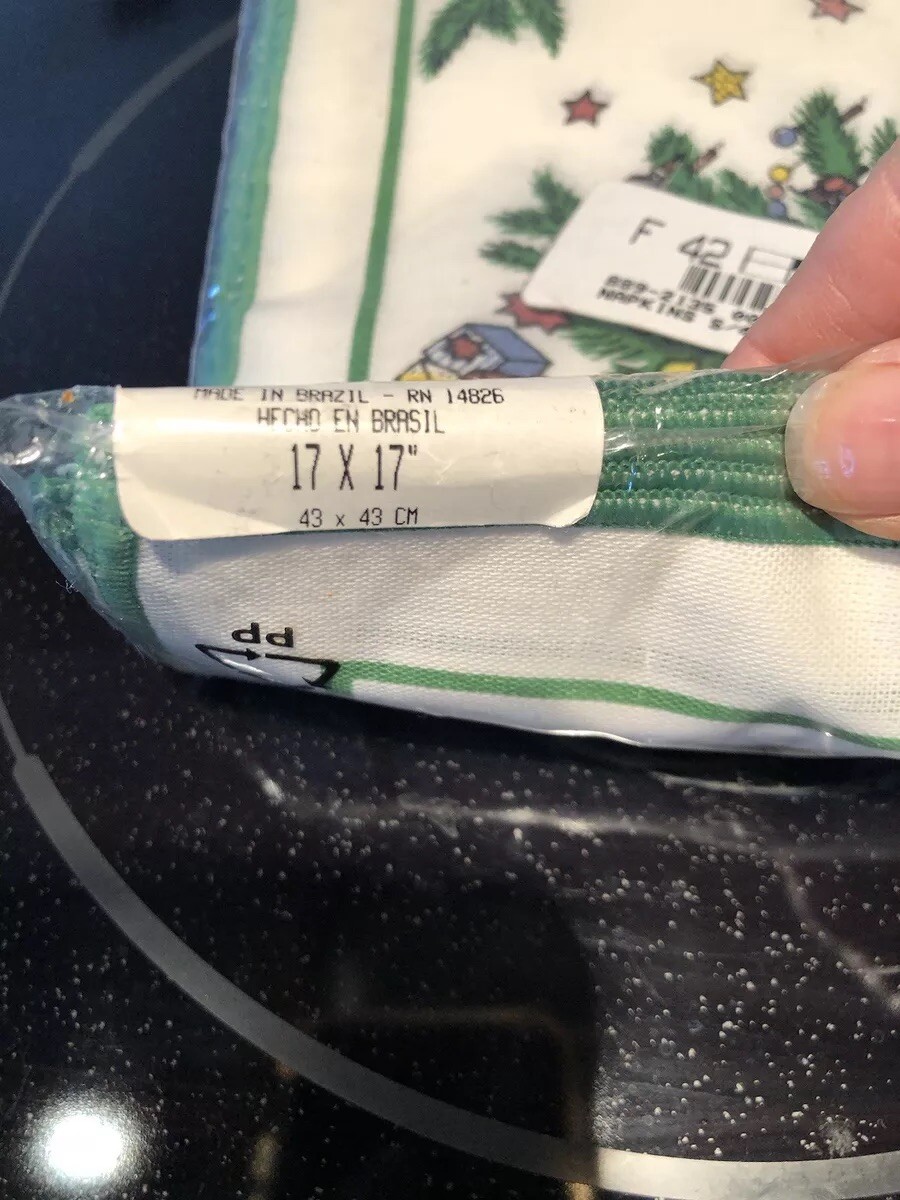 F 42
NAPKINS
MADE IN BRAZIL - RN 14826
HECHO EN BRASIL
17 X 17"
43 x 43 CM
PP